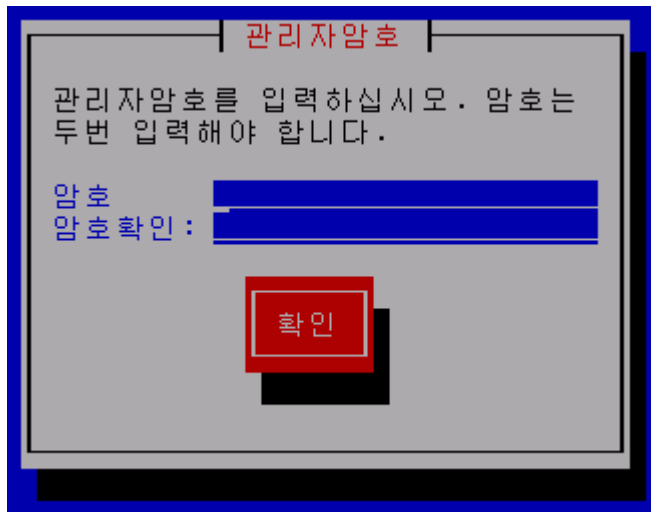 관리자암호
관리자암호를 입력하십시오. 암호는
두번 입력해야 합니다.
암호
암호확인:
확인